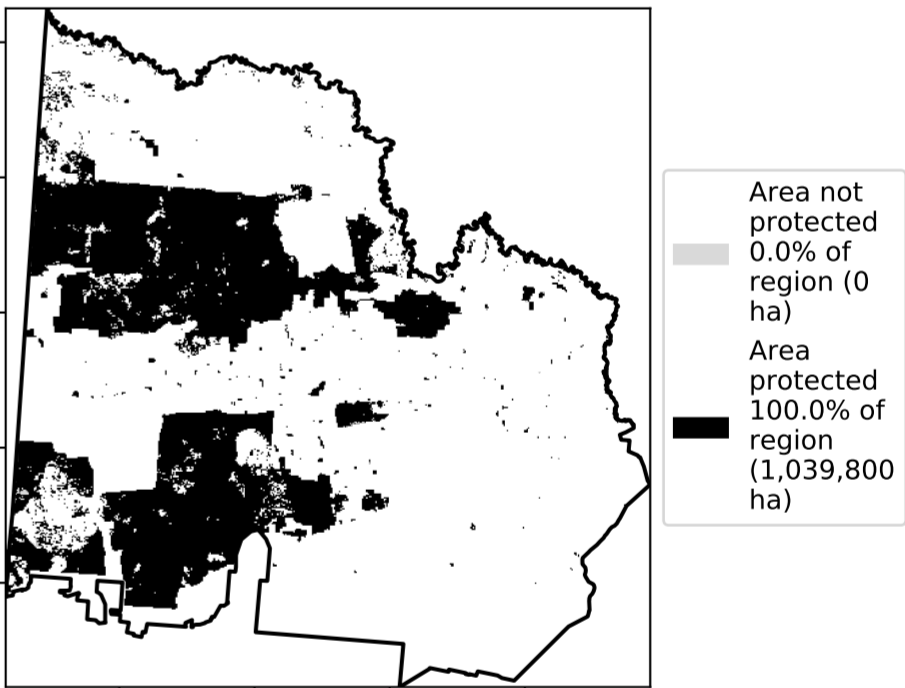 Area not
protected
0.0% of
region (0
ha)
Area
protected
100.0% of
region
(1,039,800
ha)